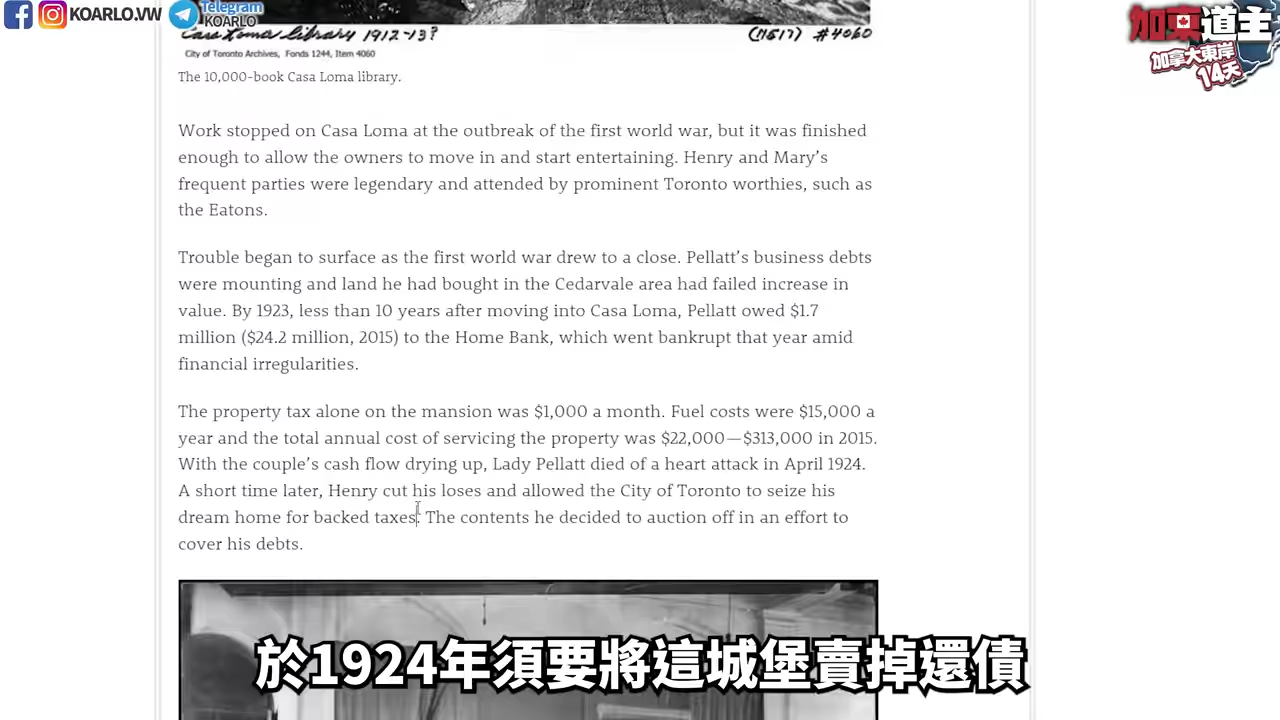 KOARLO.VW
Telegram
KOARLO
加東道主
加拿大東岸
14天
Casa Loma library 1912-13?
(11517) #4060
City of Toronto Archives, Fonds 1244, Item 4060
The 10,000-book Casa Loma library.
Work stopped on Casa Loma at the outbreak of the first world war, but it was finished
enough to allow the owners to move in and start entertaining. Henry and Mary’s
frequent parties were legendary and attended by prominent Toronto worthies, such as
the Eatons.
Trouble began to surface as the first world war drew to a close. Pellatt’s business debts
were mounting and land he had bought in the Cedarvale area had failed increase in
value. By 1923, less than 10 years after moving into Casa Loma, Pellatt owed $1.7
million ($24.2 million, 2015) to the Home Bank, which went bankrupt that year amid
financial irregularities.
The property tax alone on the mansion was $1,000 a month. Fuel costs were $15,000 a
year and the total annual cost of servicing the property was $22,000—$313,000 in 2015.
With the couple’s cash flow drying up, Lady Pellatt died of a heart attack in April 1924.
A short time later, Henry cut his loses and allowed the City of Toronto to seize his
dream home for backed taxes. The contents he decided to auction off in an effort to
cover his debts.
於1924年須要將這城堡賣掉還債